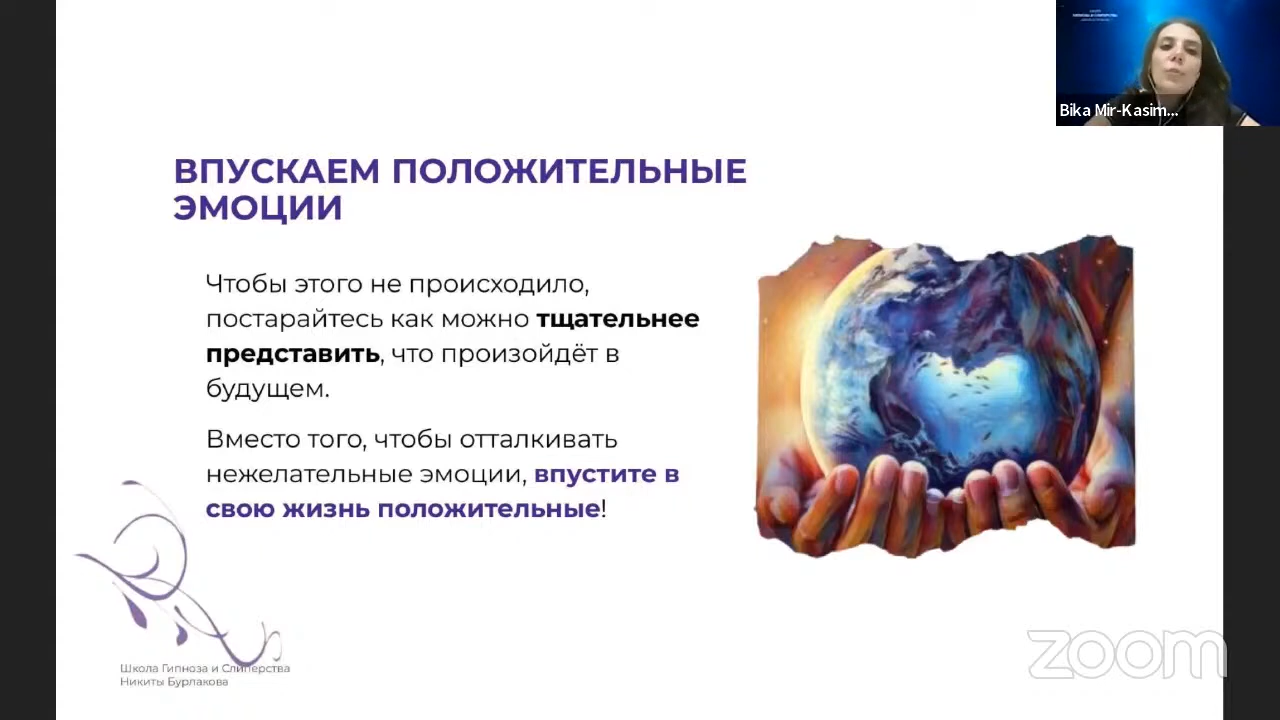 Bika Mir-Kasim...
ВПУСКАЕМ ПОЛОЖИТЕЛЬНЫЕ
ЭМОЦИИ
Чтобы этого не происходило,
постарайтесь как можно тщательнее
представить, что произойдёт в
будущем.
Вместо того, чтобы отталкивать
нежелательные эмоции, впустите в
свою жизнь положительные!
Школа Гипноза и Слиперства
Никиты Бурлакова
zoom